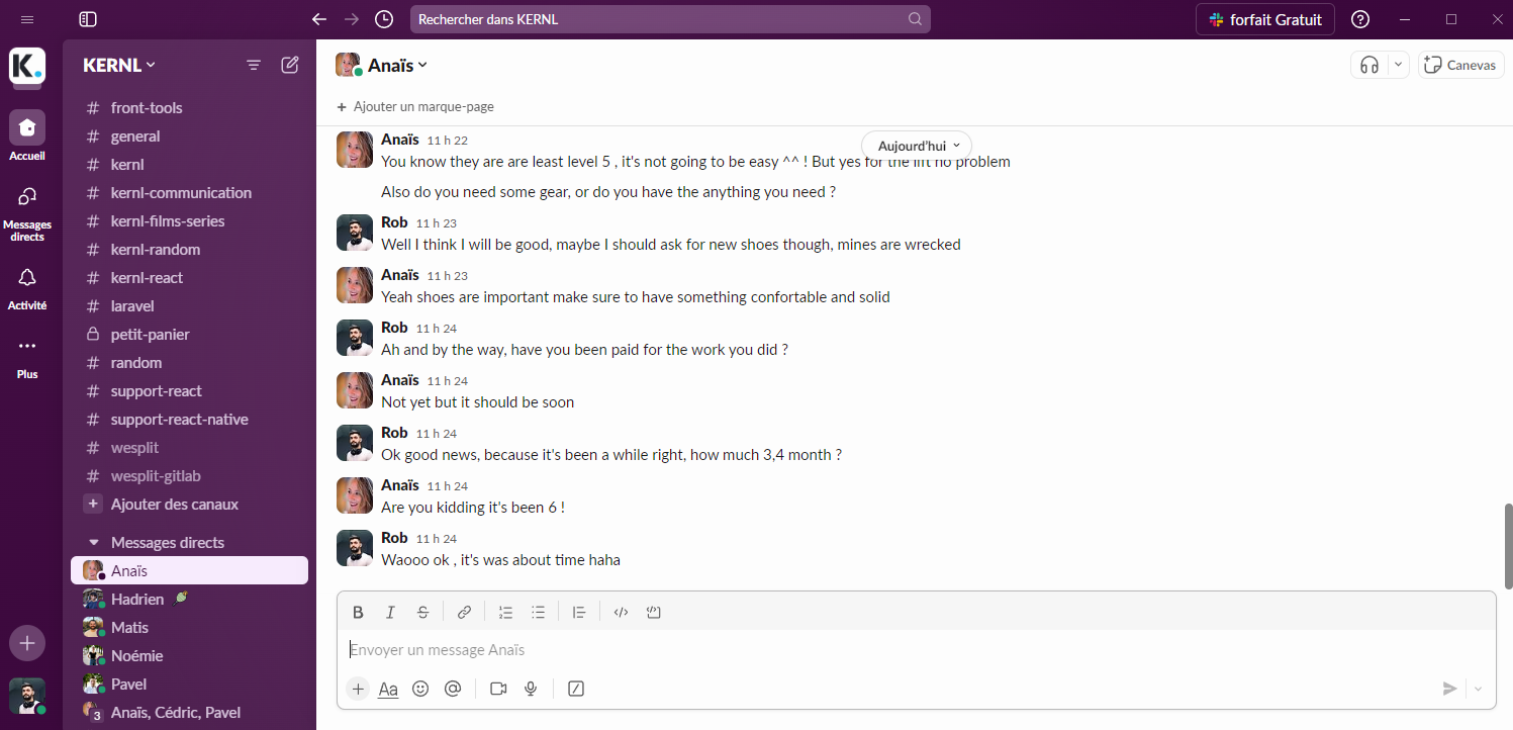 Rechercher dans KERNL
forfait Gratuit
K.
KERNL
Anaïs
Canevas
Ajouter un marque-page
Accueil
Messages directs
Activité
Plus
# front-tools
# general
# kernl
# kernl-communication
# kernl-films-series
# kernl-random
# kernl-react
# laravel
petit-panier
# random
# support-react
# support-react-native
# wesplit
# wesplit-gitlab
+ Ajouter des canaux
Messages directs
Anaïs
Hadrien
Matis
Noémie
Pavel
3 Anaïs, Cédric, Pavel
Aujourd'hui
Anaïs 11 h 22
You know they are are least level 5 , it's not going to be easy ^^ ! But yes for the lift no problem
Also do you need some gear, or do you have the anything you need ?
Rob 11 h 23
Well I think I will be good, maybe I should ask for new shoes though, mines are wrecked
Anaïs 11 h 23
Yeah shoes are important make sure to have something confortable and solid
Rob 11 h 24
Ah and by the way, have you been paid for the work you did ?
Anaïs 11 h 24
Not yet but it should be soon
Rob 11 h 24
Ok good news, because it's been a while right, how much 3,4 month ?
Anaïs 11 h 24
Are you kidding it's been 6 !
Rob 11 h 24
Waooo ok , it's was about time haha
B I S
Envoyer un message Anaïs
+ Aa @